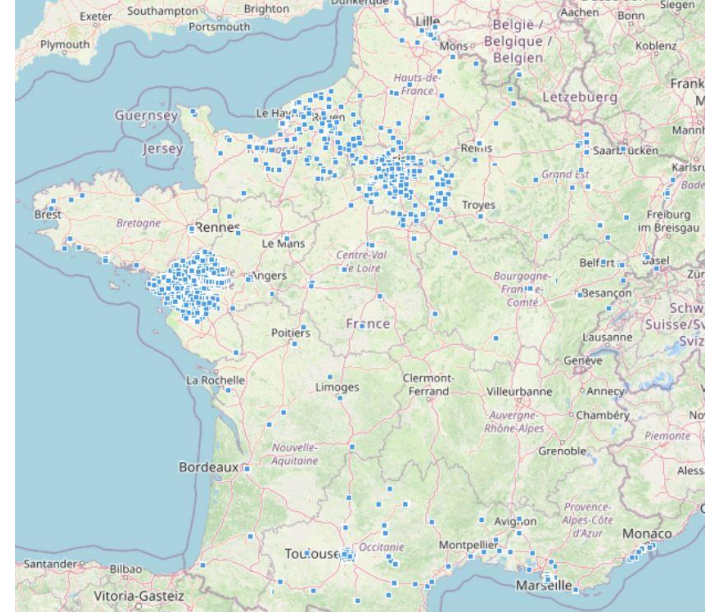 Dunkerque
Southampton
Brighton
Exeter
Portsmouth
Plymouth
Lille
Mons
België /
Belgique /
Belgien
Aachen
Bonn
Siegen
Koblenz
Hauts-de-
France
Lëtzebuerg
Frank
Mannh
Guernsey
Jersey
Reims
Saarbrücken
Karlsru
Grand Est
Troyes
Freiburg
im Breisgau
Brest
Bretagne
Rennes
Le Mans
Angers
Centre-Val
de Loire
Bourgogne-
Franche-
Comté
Belfort
Basel
Zür
Besançon
Schw
Suisse/Sv
Sviz
Lausanne
Genève
France
Poitiers
La Rochelle
Limoges
Clermont-
Ferrand
Villeurbanne
Annecy
Chambéry
Auvergne-
Rhône-Alpes
Nov
Piemonte
Grenoble
Aless
Nouvelle-
Aquitaine
Bordeaux
Provence-
Alpes-Côte
d'Azur
Avignon
Monaco
Toulouse
Occitanie
Montpellier
Marseille
Santander
Bilbao
Vitoria-Gasteiz